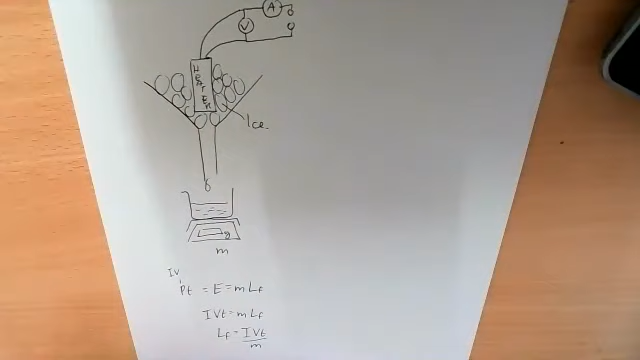 A
V
HEATER
Ice
g
m
IV
Pt = E = mLf
IVt = mLf
Lf = IVt
m